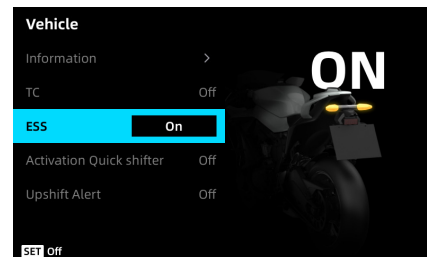 Vehicle
Information >
ON
TC Off
ESS On
Activation Quick shifter Off
Upshift Alert Off
SET Off